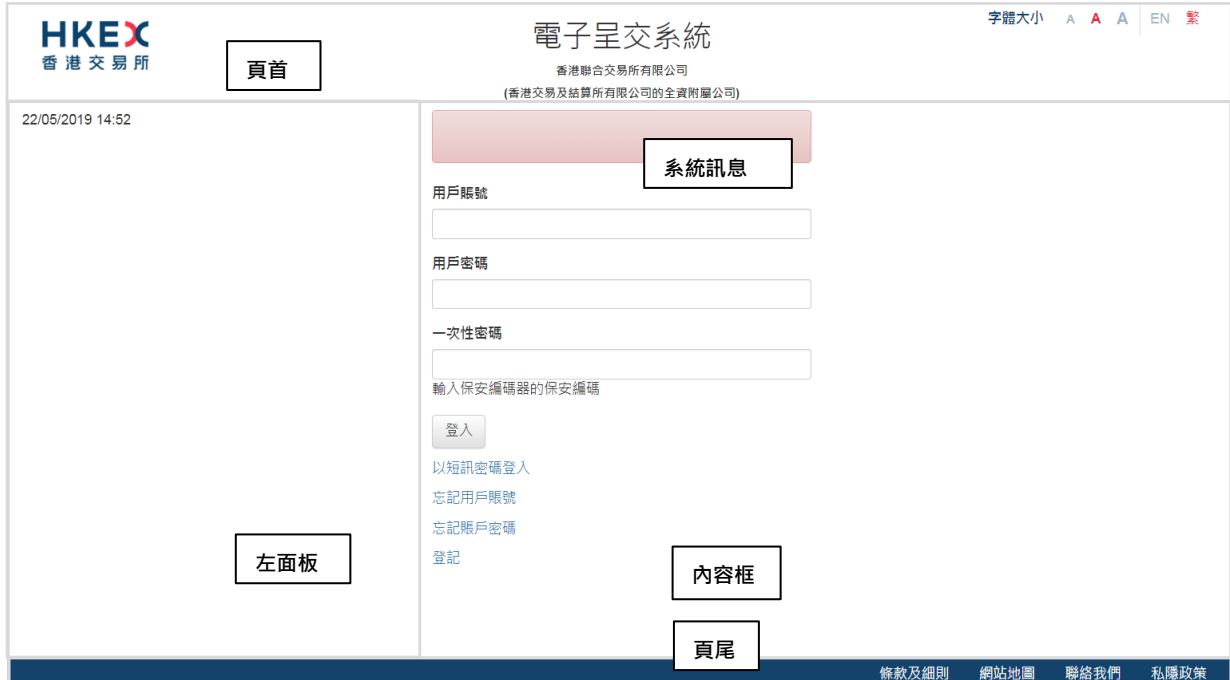 HKEX
香港交易所
頁首
電子呈交系統
香港聯合交易所有限公司
(香港交易及結算所有限公司的全資附屬公司)
字體大小 A A A EN 繁
22/05/2019 14:52
系統訊息
用戶賬號
用戶密碼
一次性密碼
輸入保安編碼器的保安編碼
登入
以短訊密碼登入
忘記用戶賬號
忘記賬戶密碼
登記
左面板
內容框
頁尾
條款及細則 網站地圖 聯絡我們 私隱政策